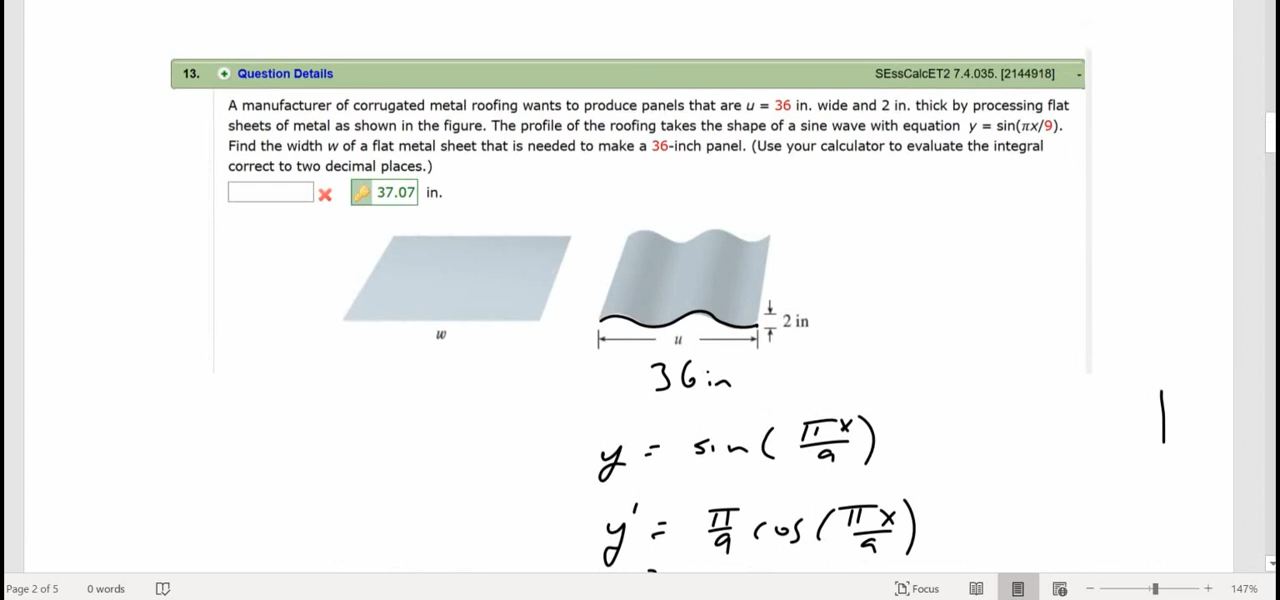 13. Question Details SEssCalcET2 7.4.035. [2144918] -
A manufacturer of corrugated metal roofing wants to produce panels that are u = 36 in. wide and 2 in. thick by processing flat
sheets of metal as shown in the figure. The profile of the roofing takes the shape of a sine wave with equation y = sin(πx/9).
Find the width w of a flat metal sheet that is needed to make a 36-inch panel. (Use your calculator to evaluate the integral
correct to two decimal places.)
37.07 in.
2 in
w
u
36 in
y = sin(πx/9)
y' = π/9 cos(πx/9)
Page 2 of 5 0 words Focus 147%